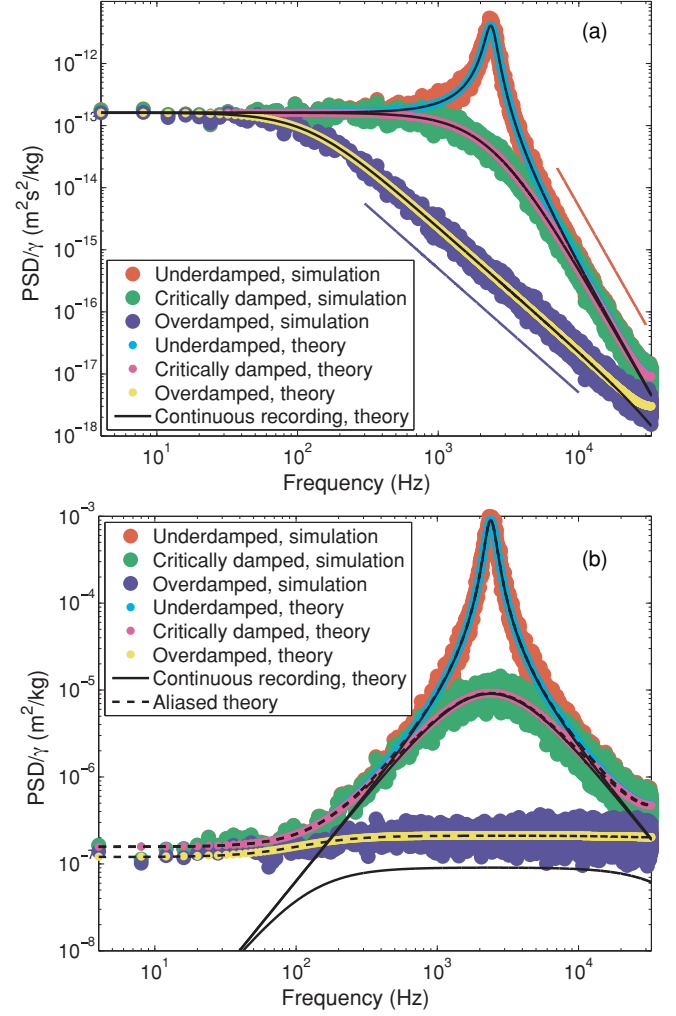 (a)
10^-12
10^-13
10^-14
10^-15
10^-16
10^-17
10^-18
PSD/γ (m^2s^2/kg)
Underdamped, simulation
Critically damped, simulation
Overdamped, simulation
Underdamped, theory
Critically damped, theory
Overdamped, theory
Continuous recording, theory
10^1
10^2
10^3
10^4
Frequency (Hz)
(b)
10^-3
10^-4
10^-5
10^-6
10^-7
10^-8
PSD/γ (m^2/kg)
Underdamped, simulation
Critically damped, simulation
Overdamped, simulation
Underdamped, theory
Critically damped, theory
Overdamped, theory
Continuous recording, theory
Aliased theory
10^1
10^2
10^3
10^4
Frequency (Hz)